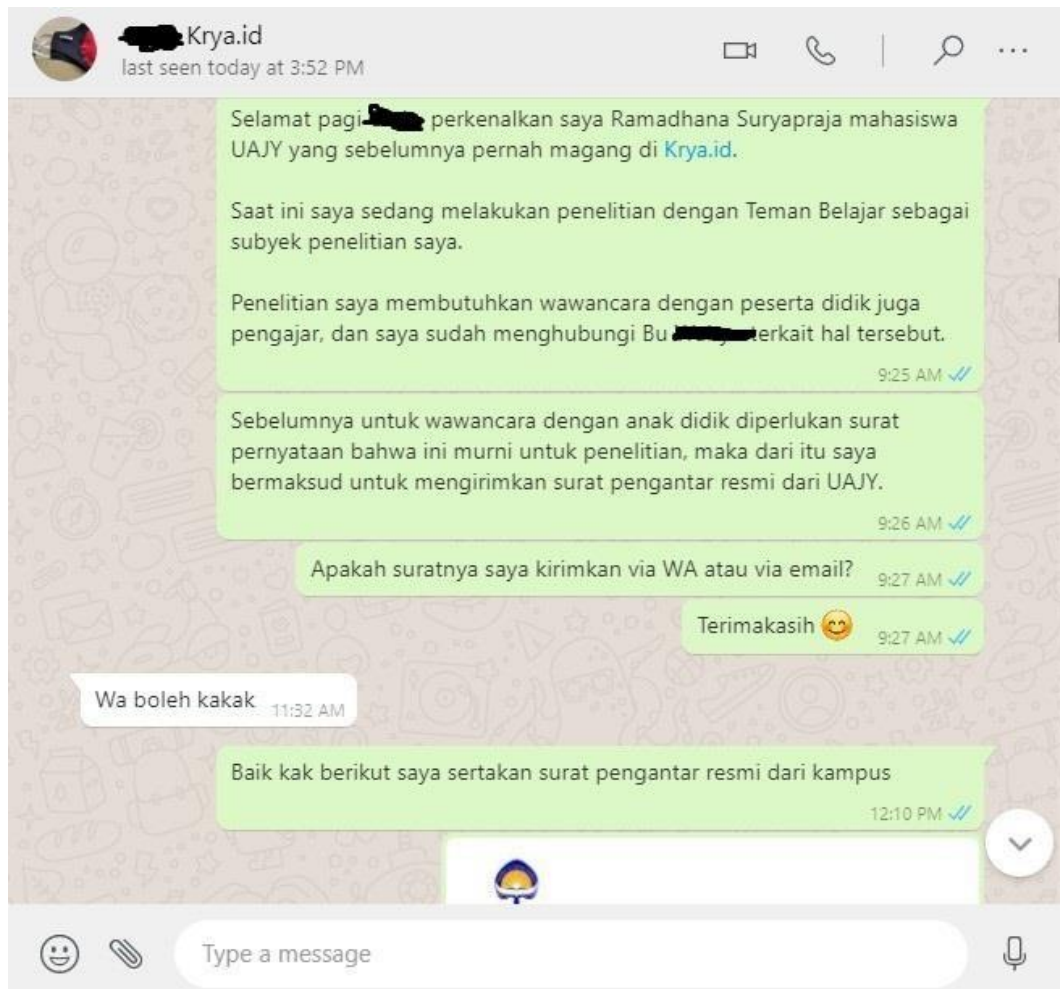 Krya.id
last seen today at 3:52 PM
Selamat pagi perkenalkan saya Ramadhana Suryapraja mahasiswa
UAJY yang sebelumnya pernah magang di Krya.id.
Saat ini saya sedang melakukan penelitian dengan Teman Belajar sebagai
subyek penelitian saya.
Penelitian saya membutuhkan wawancara dengan peserta didik juga
pengajar, dan saya sudah menghubungi Bu erkait hal tersebut.
9:25 AM
Sebelumnya untuk wawancara dengan anak didik diperlukan surat
pernyataan bahwa ini murni untuk penelitian, maka dari itu saya
bermaksud untuk mengirimkan surat pengantar resmi dari UAJY.
9:26 AM
Apakah suratnya saya kirimkan via WA atau via email? 9:27 AM
Terimakasih 😊 9:27 AM
Wa boleh kakak 11:32 AM
Baik kak berikut saya sertakan surat pengantar resmi dari kampus
12:10 PM
Type a message